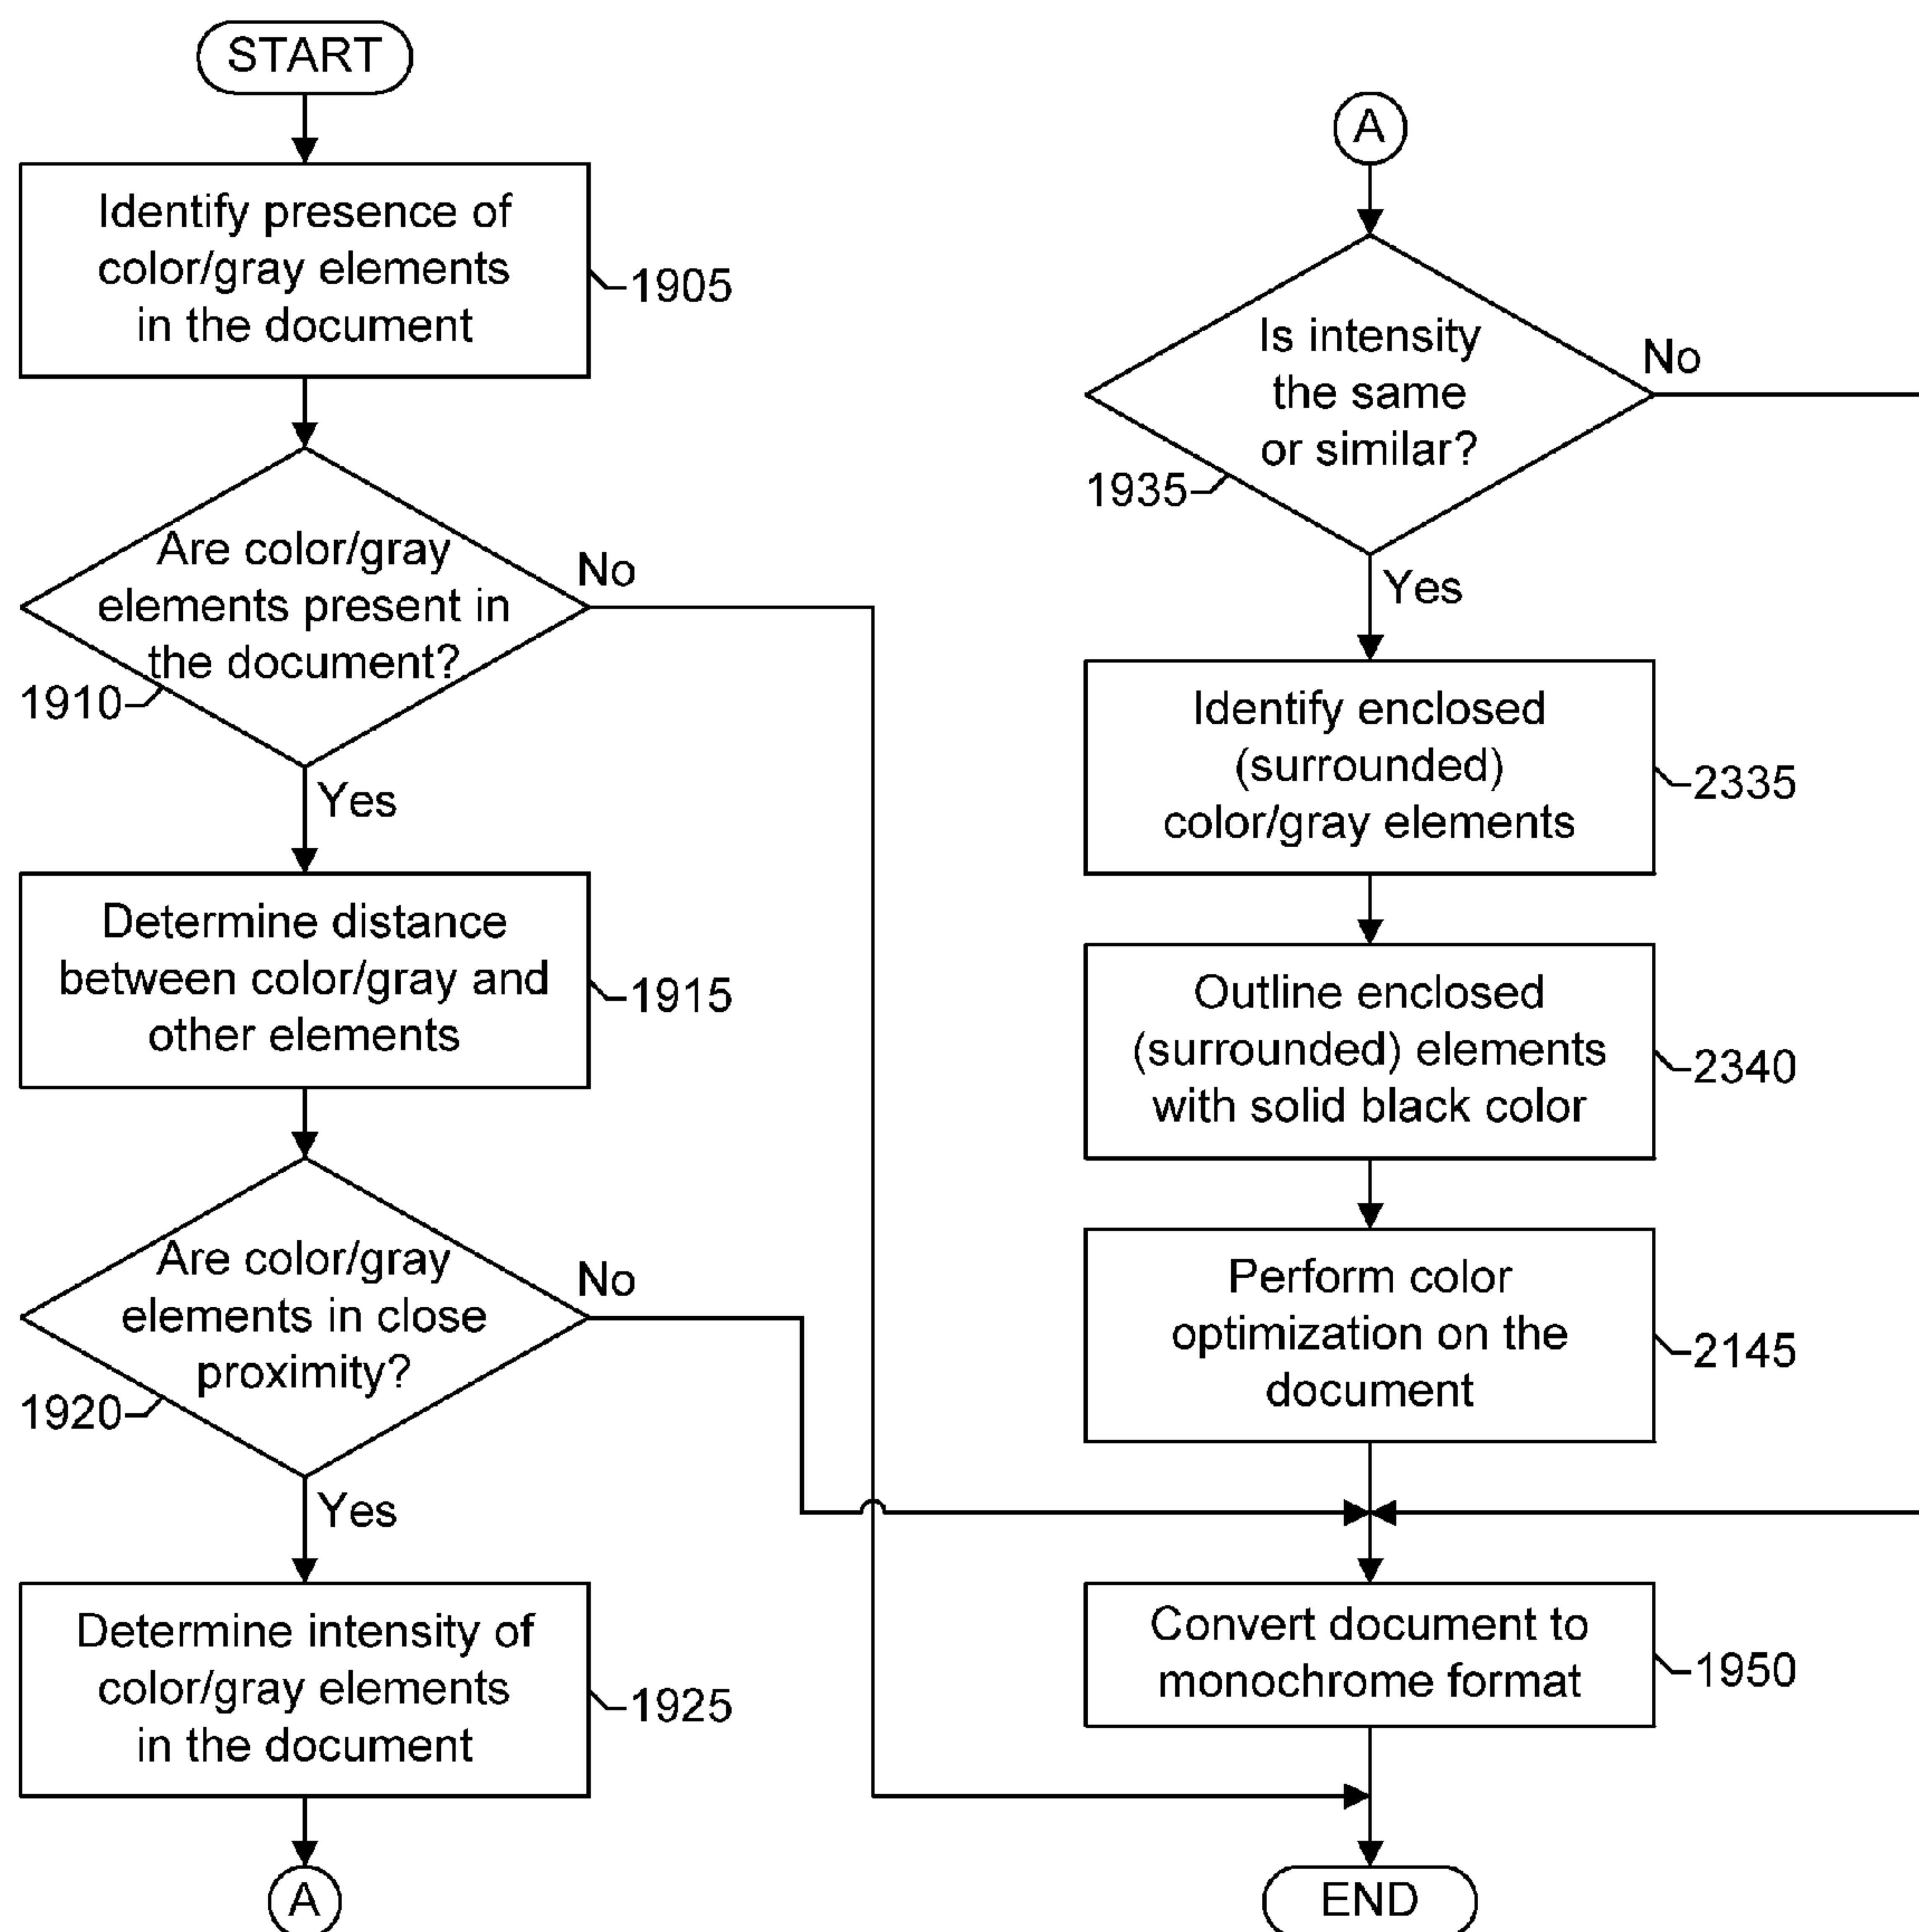 START
Identify presence of
color/gray elements
in the document
1905
Are color/gray
elements present in
the document?
No
1910
Yes
Determine distance
between color/gray and
other elements
1915
Are color/gray
elements in close
proximity?
No
1920
Yes
Determine intensity of
color/gray elements
in the document
1925
A
A
Is intensity
the same
or similar?
No
1935
Yes
Identify enclosed
(surrounded)
color/gray elements
2335
Outline enclosed
(surrounded) elements
with solid black color
2340
Perform color
optimization on the
document
2145
Convert document to
monochrome format
1950
END